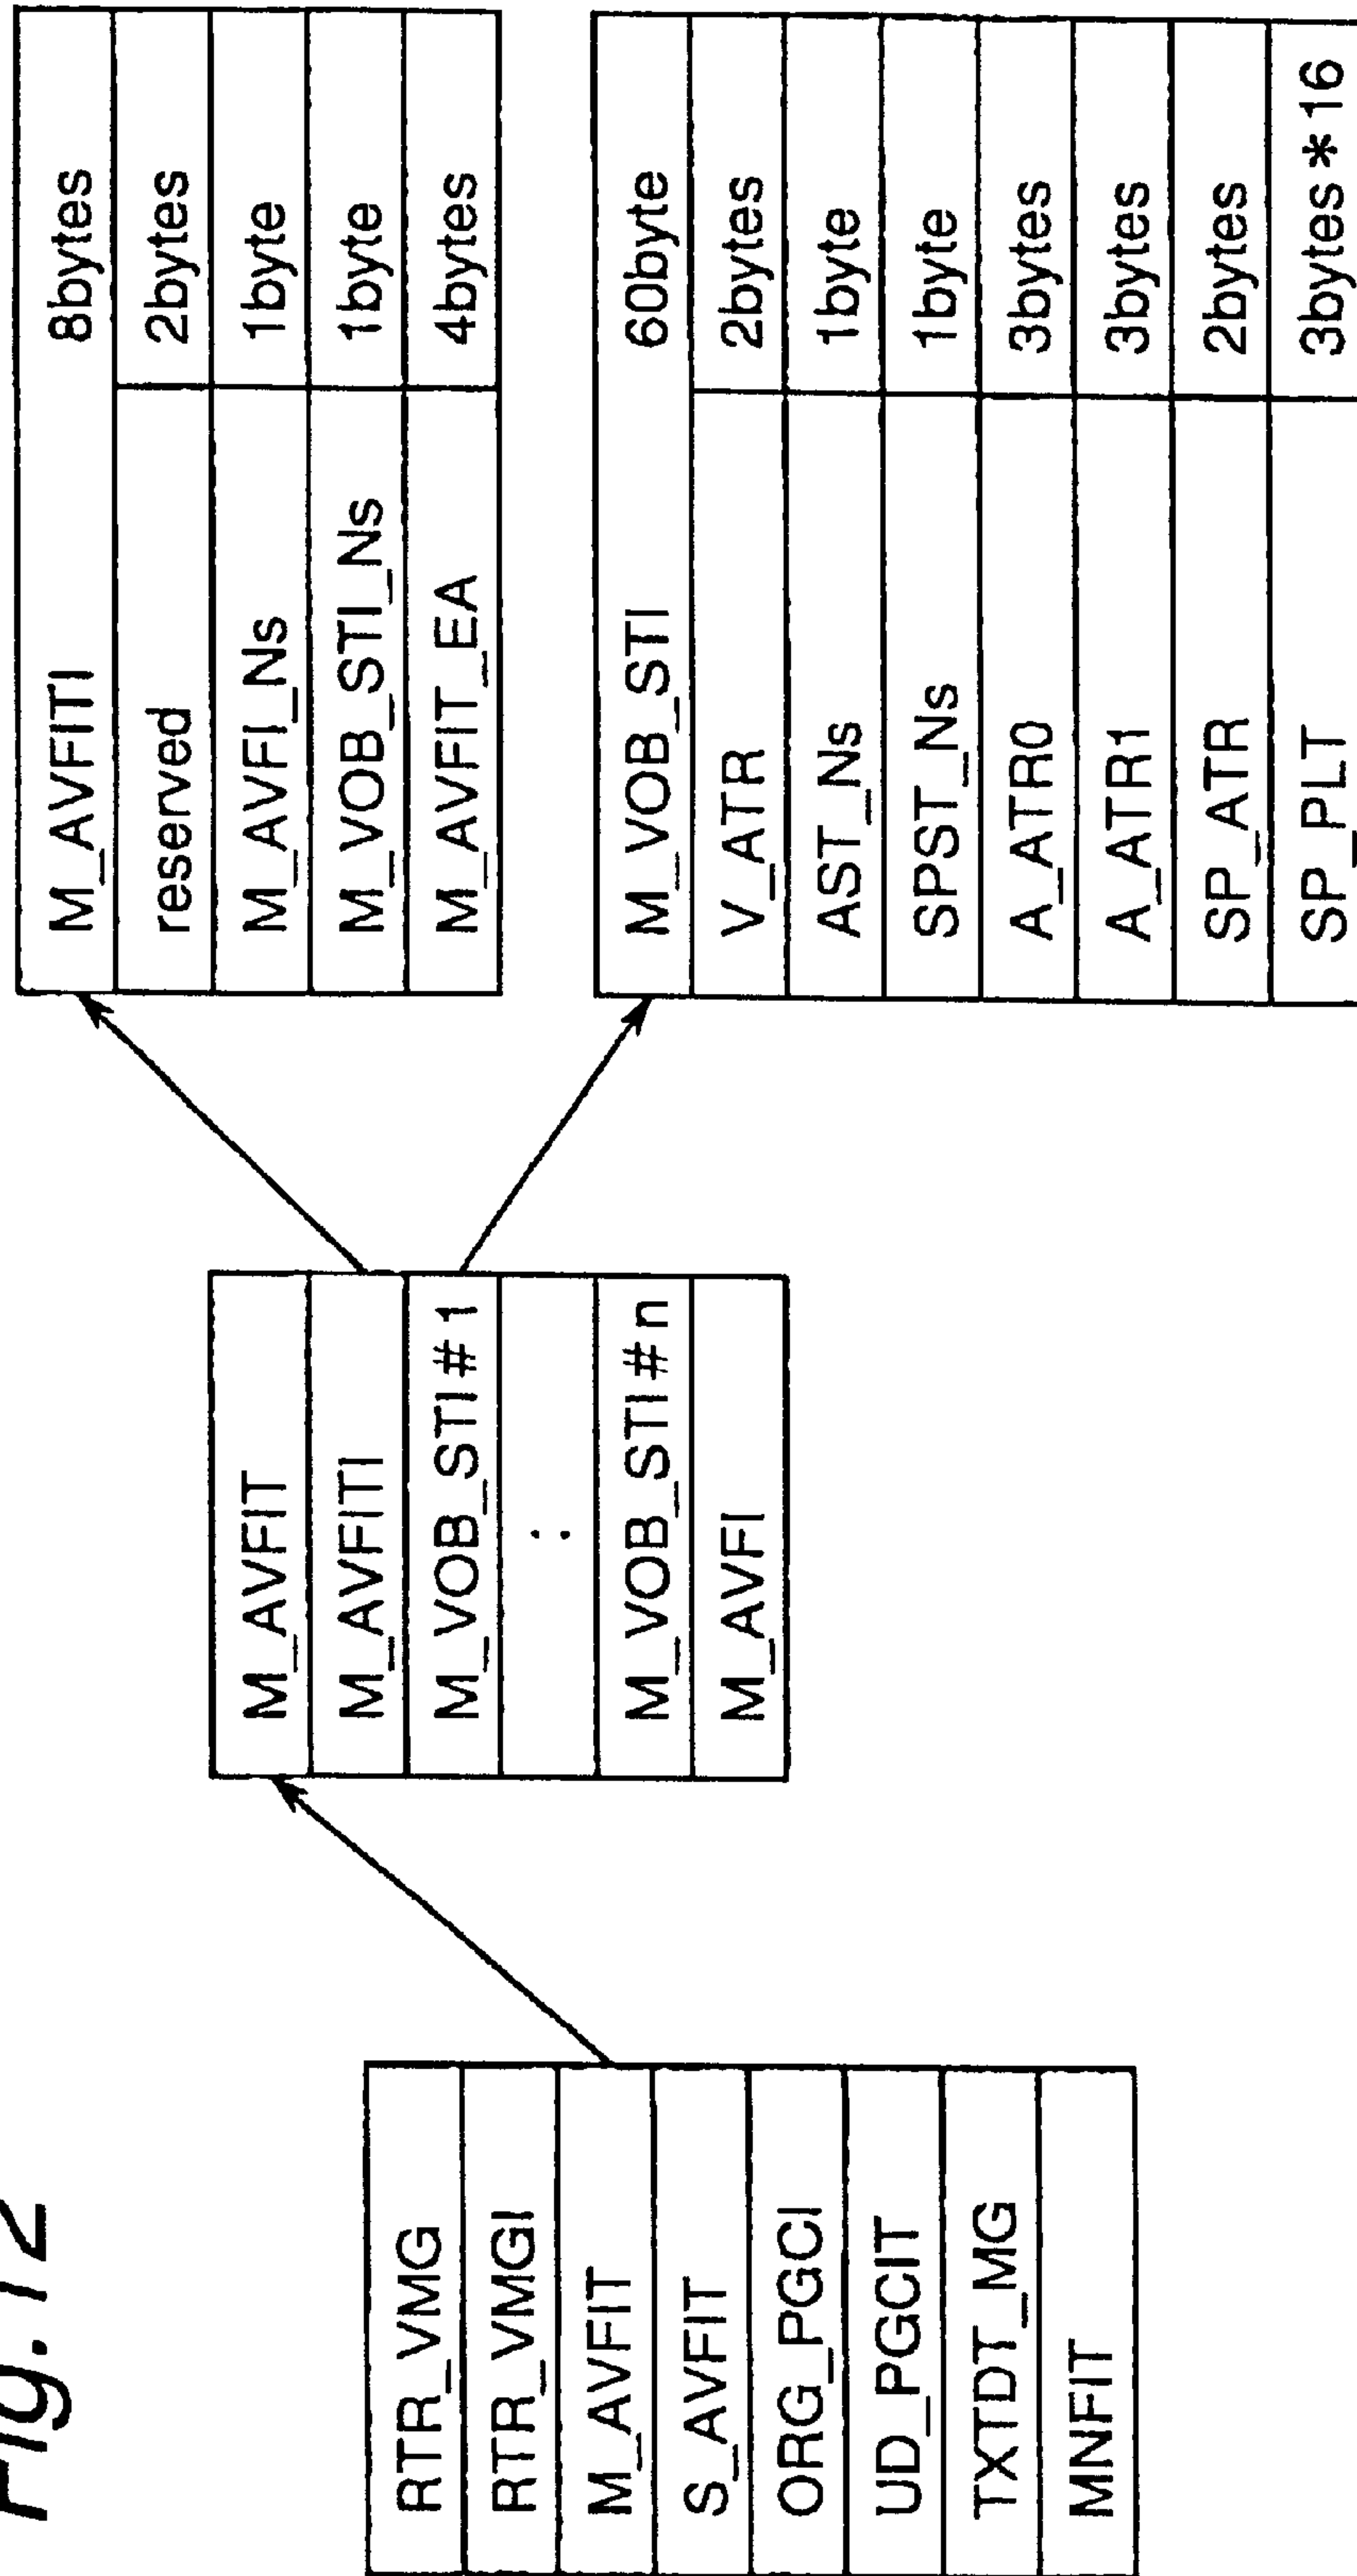 Fig. 12
RTR_VMG
RTR_VMGI
M_AVFIT
S_AVFIT
ORG_PGCI
UD_PGCIT
TXTDT_MG
MNFIT
M_AVFIT
M_AVFITI
M_VOB_STI#1
:
M_VOB_STI#n
M_AVFI
M_AVFITI 8bytes
reserved 2bytes
M_AVFI_Ns 1byte
M_VOB_STI_Ns 1byte
M_AVFIT_EA 4bytes
M_VOB_STI 60byte
V_ATR 2bytes
AST_Ns 1byte
SPST_Ns 1byte
A_ATR0 3bytes
A_ATR1 3bytes
SP_ATR 2bytes
SP_PLT 3bytes*16